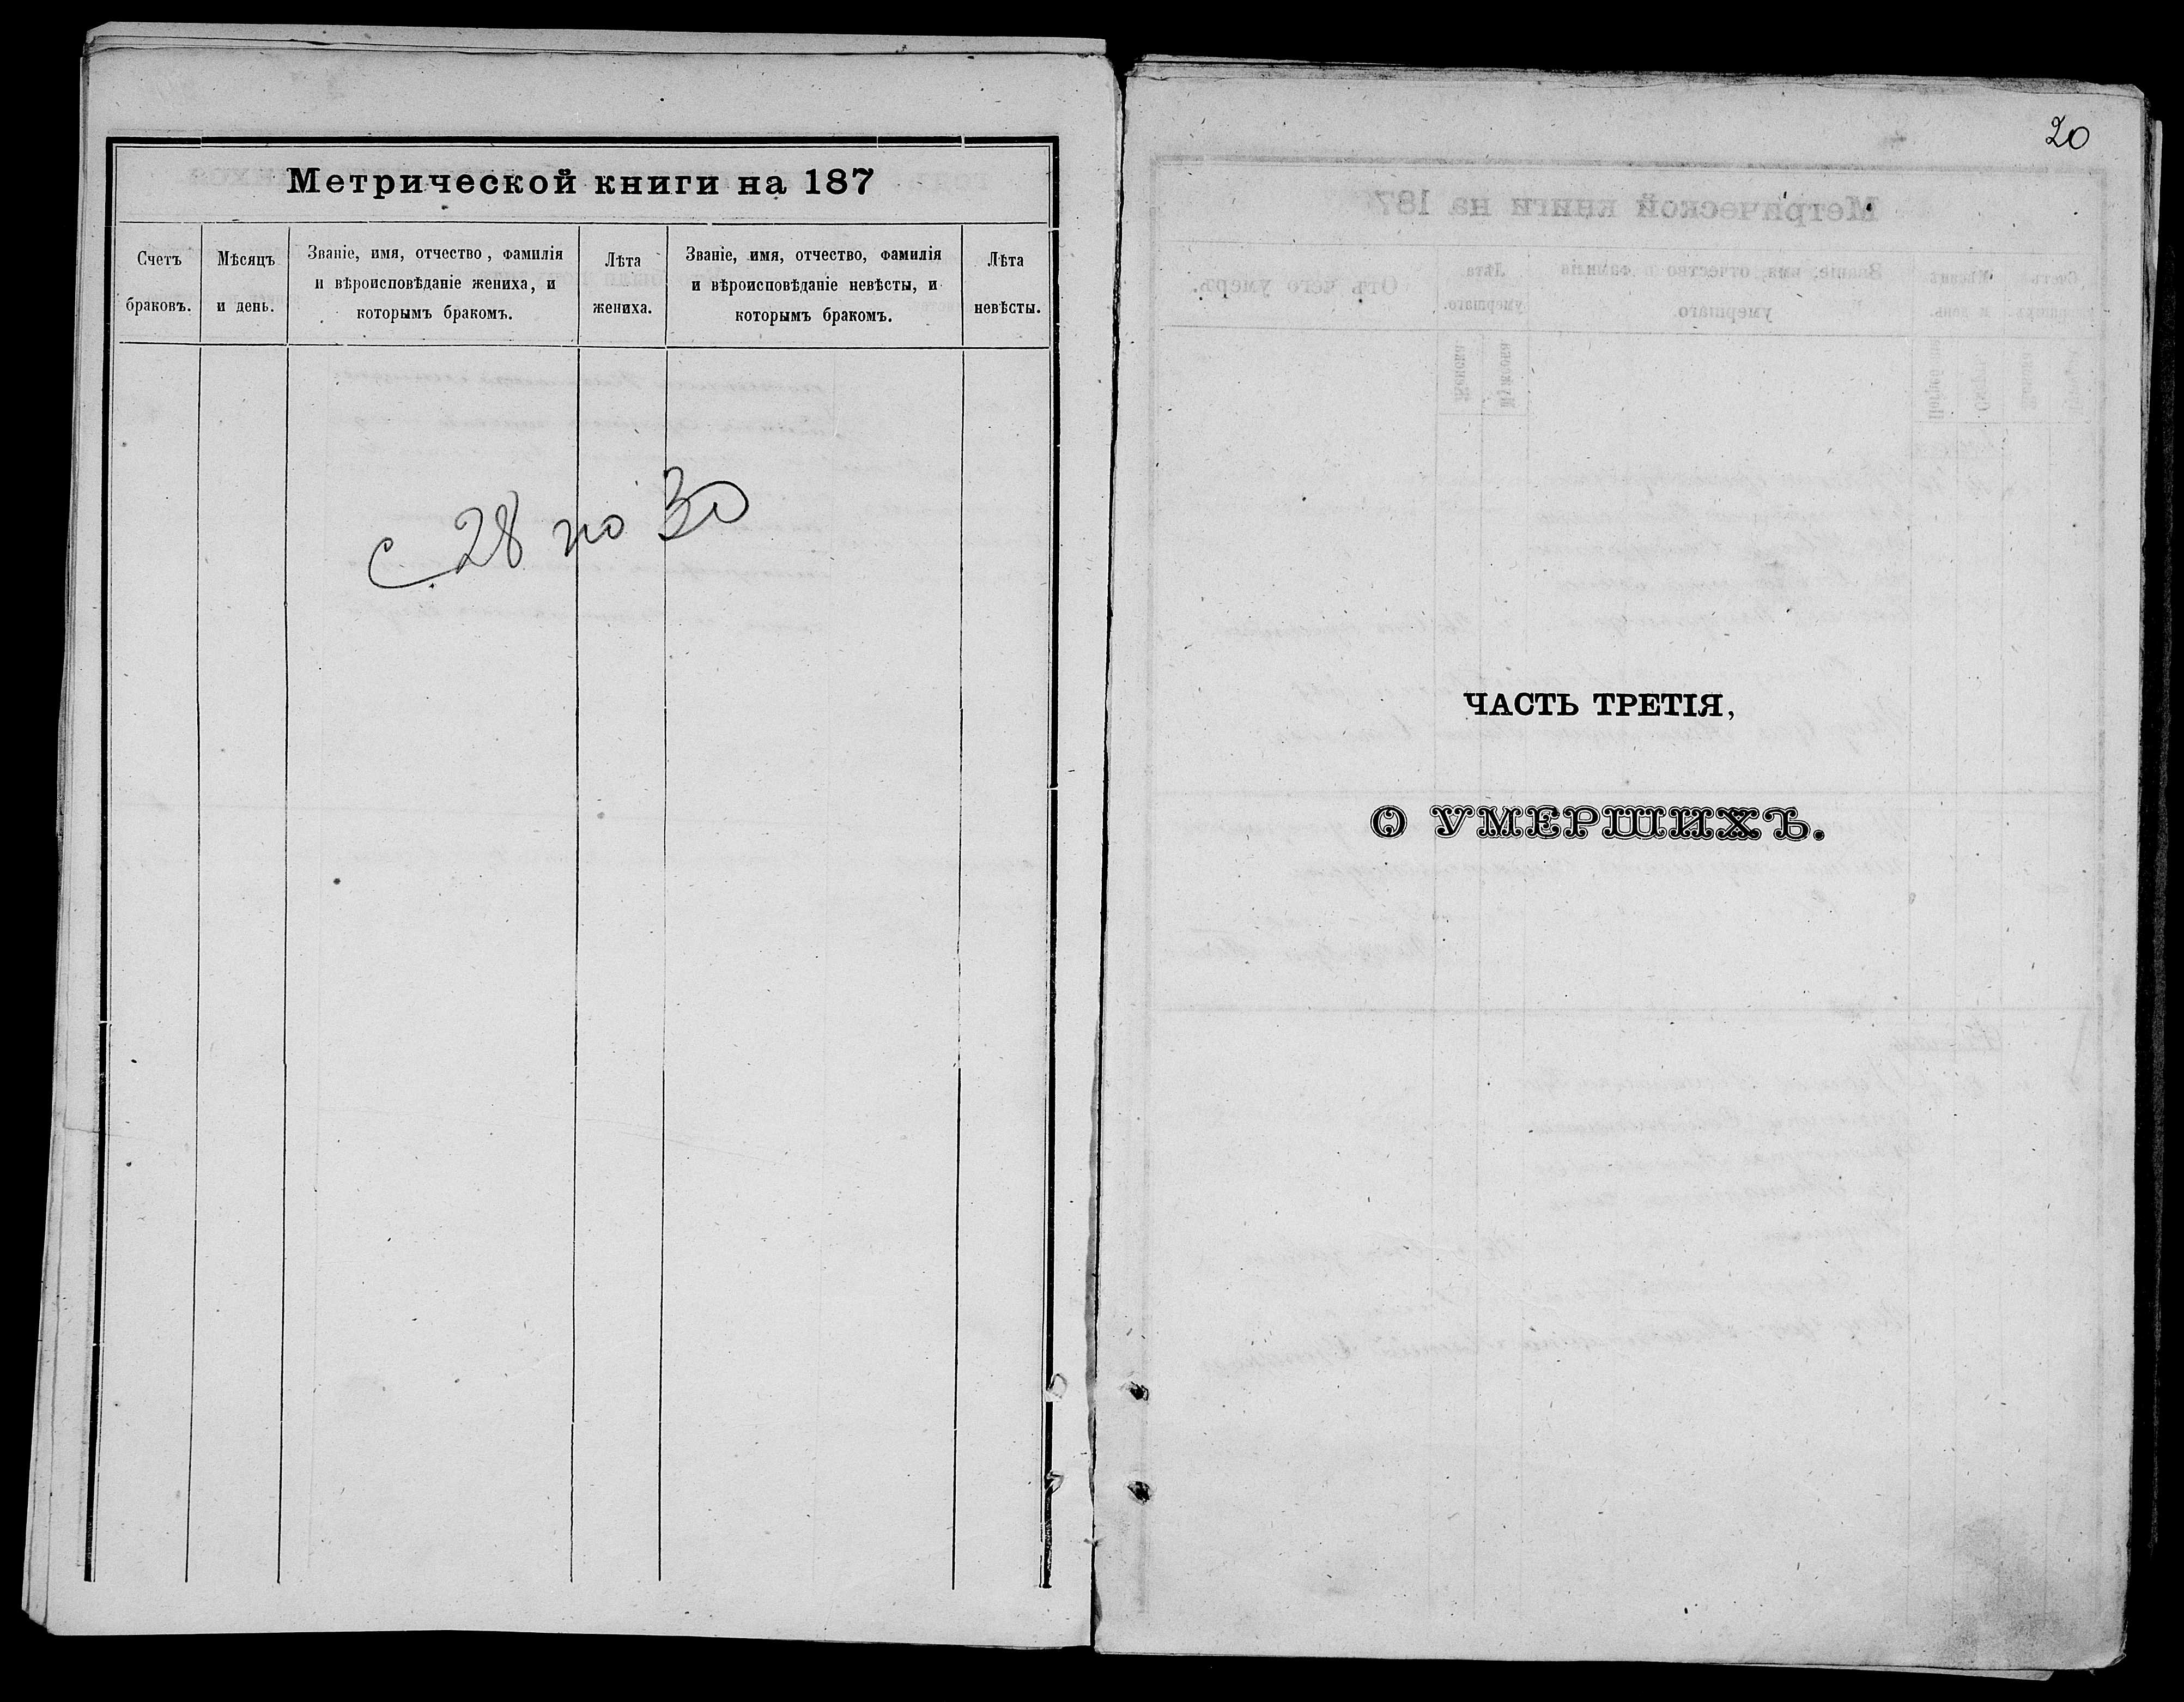 Метрической книги на 187
Счетъ браковъ.
Мѣсяцъ и день.
Званіе, имя, отчество, фамилія
и вѣроисповѣданіе жениха, и
которымъ бракомъ.
Лѣта жениха.
Званіе, имя, отчество, фамилія
и вѣроисповѣданіе невѣсты, и
которымъ бракомъ.
Лѣта невѣсты.
с 28 по 30
20
ЧАСТЬ ТРЕТІЯ,
О УМЕРШИХЪ.